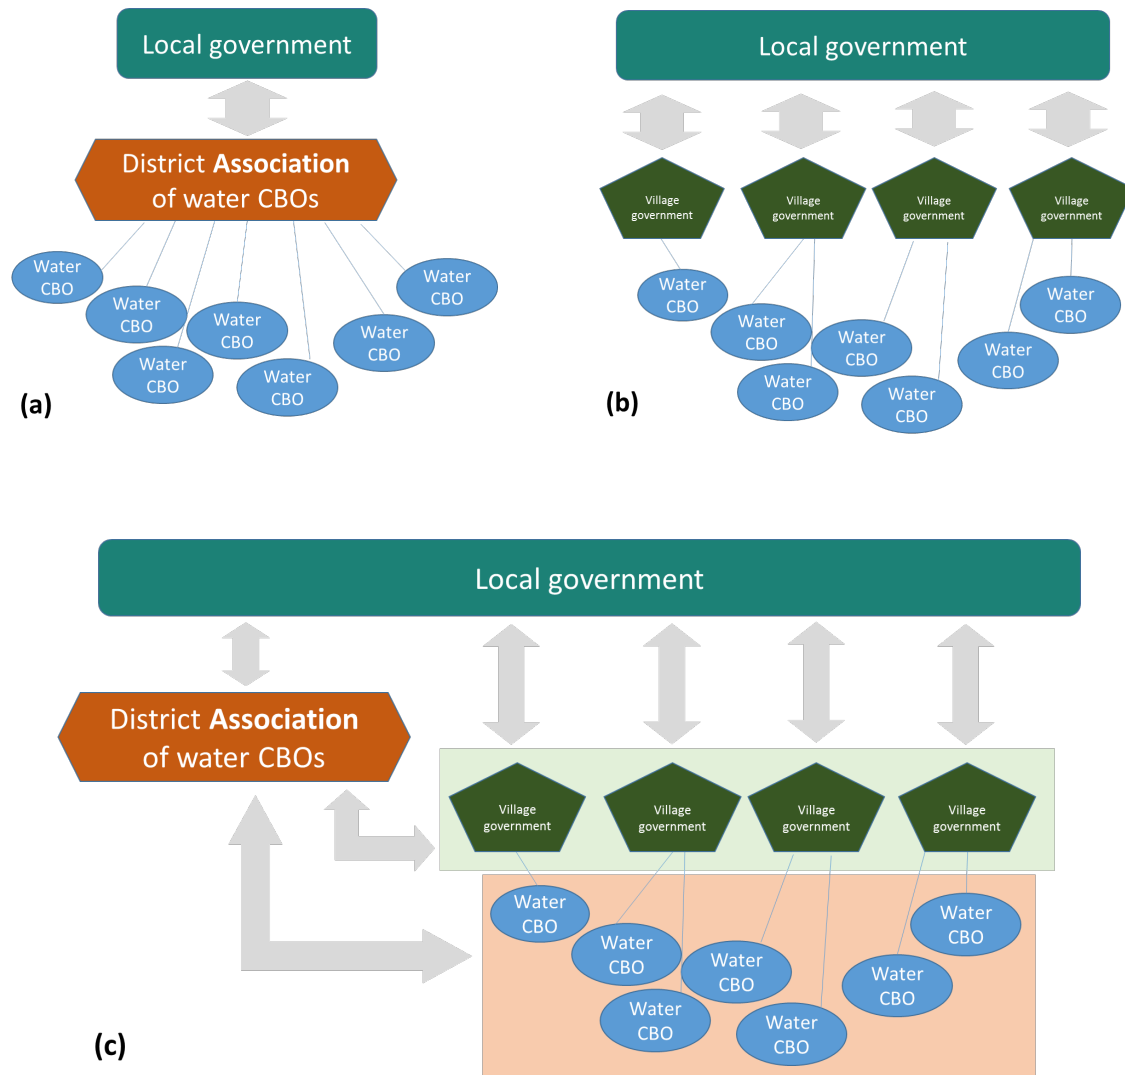 Local government
District Association
of water CBOs
Water
CBO
Water
CBO
Water
CBO
Water
CBO
Water
CBO
Water
CBO
Water
CBO
(a)
Local government
Village
government
Village
government
Village
government
Village
government
Water
CBO
Water
CBO
Water
CBO
Water
CBO
Water
CBO
Water
CBO
Water
CBO
(b)
Local government
District Association
of water CBOs
Village
government
Village
government
Village
government
Village
government
Water
CBO
Water
CBO
Water
CBO
Water
CBO
Water
CBO
Water
CBO
Water
CBO
(c)